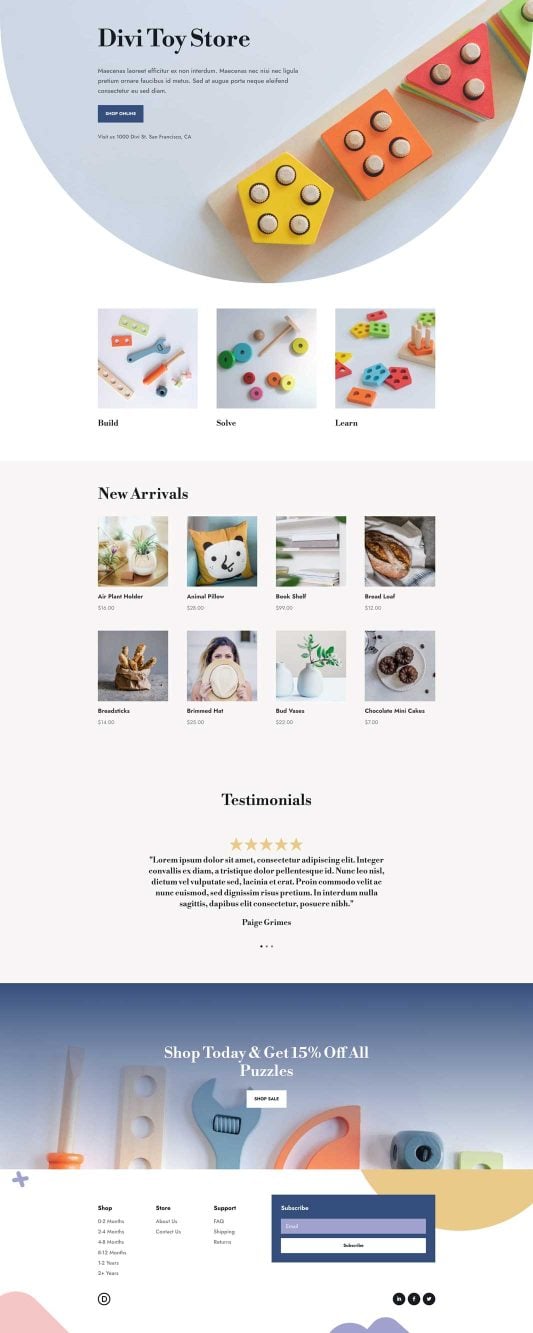 Divi Toy Store
Maecenas laoreet efficitur ex non interdum. Maecenas nec nisi nec ligula
pretium ornare faucibus id metus. Sed at augue porta neque eleifend
consectetur eu sed diam.
SHOP ONLINE
Visit us 1000 Divi St. San Francisco, CA
Build
Solve
Learn
New Arrivals
Air Plant Holder
$16.00
Animal Pillow
$28.00
Book Shelf
$99.00
Bread Loaf
$12.00
Breadsticks
$14.00
Brimmed Hat
$25.00
Bud Vases
$22.00
Chocolate Mini Cakes
$7.00
Testimonials
"Lorem ipsum dolor sit amet, consectetur adipiscing elit. Integer
convallis ex diam, a tristique dolor pellentesque id. Nunc leo nisl,
dictum vel vulputate sed, lacinia et erat. Proin commodo velit ac
nunc euismod, sed dignissim risus pretium. In interdum nulla
sagittis, dapibus elit consectetur, posuere nibh."
Paige Grimes
Shop Today & Get 15% Off All
Puzzles
SHOP SALE
Shop
0-2 Months
2-4 Months
4-8 Months
8-12 Months
1-2 Years
2+ Years
Store
About Us
Contact Us
Support
FAQ
Shipping
Returns
Subscribe
Email
Subscribe
D
in
f